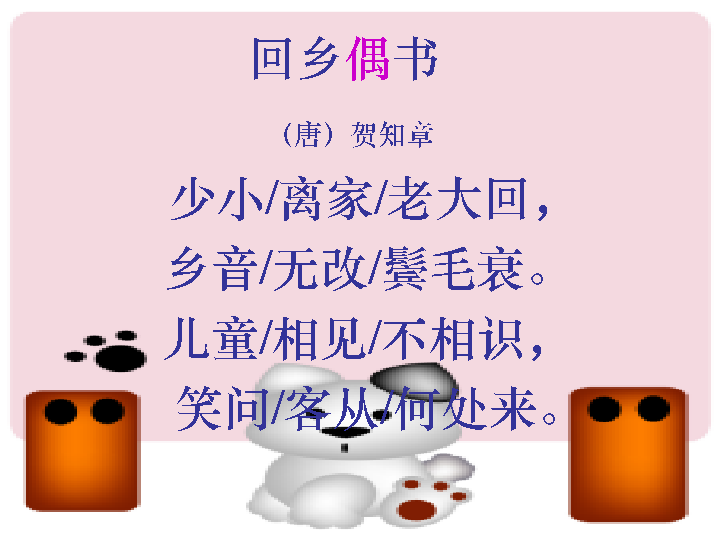 回乡偶书
（唐）贺知章
少小/离家/老大回，
乡音/无改/鬓毛衰。
儿童/相见/不相识，
笑问/客从/何处来。